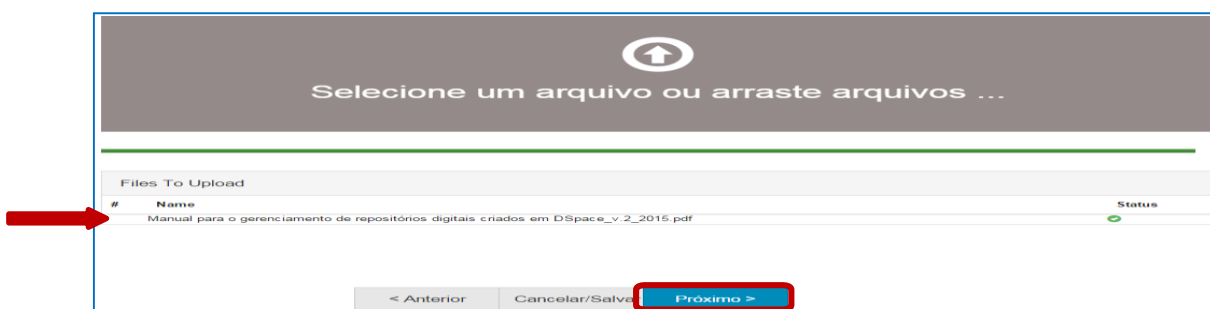 Selecione um arquivo ou arraste arquivos ...
Files To Upload
# Name Status
Manual para o gerenciamento de repositórios digitais criados em DSpace_v.2_2015.pdf
< Anterior Cancelar/Salva Próximo >